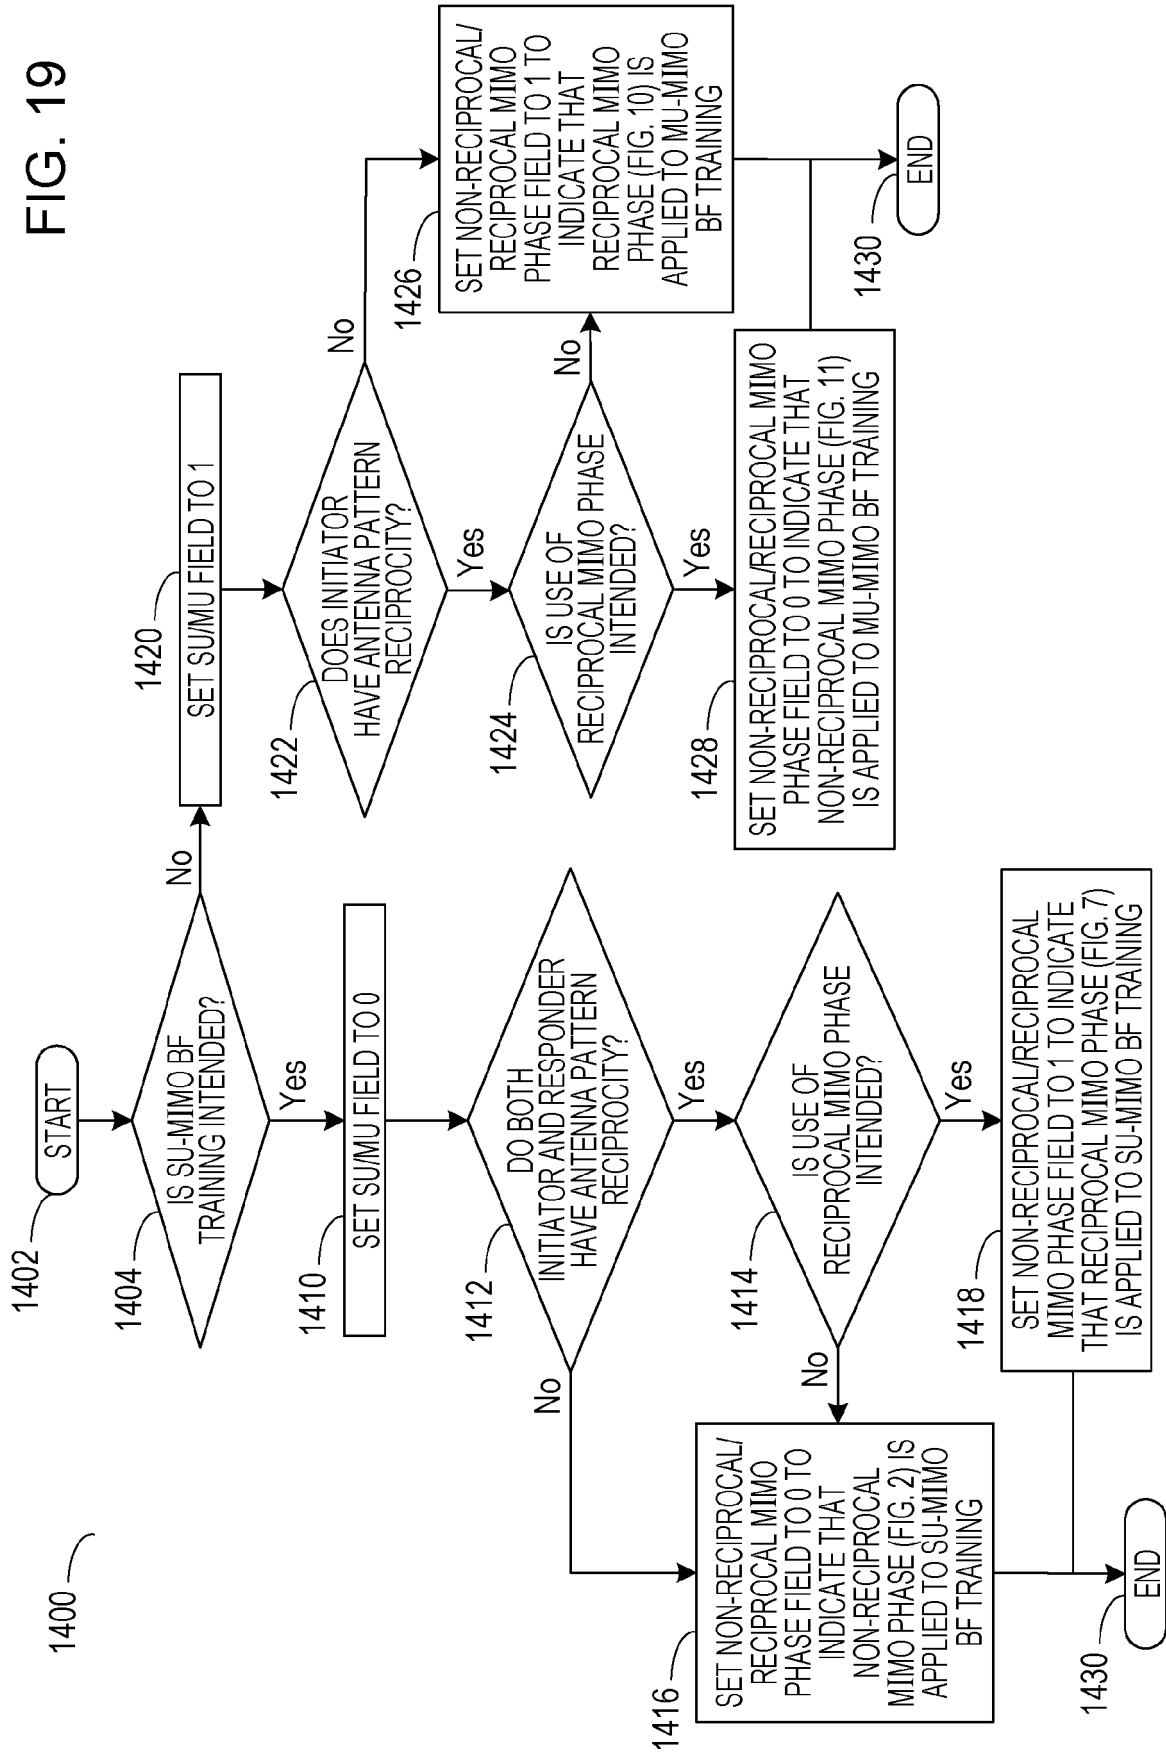 FIG. 19
1400
1402
START
1404
IS SU-MIMO BF
TRAINING INTENDED?
No
Yes
1410
SET SU/MU FIELD TO 0
1412
DO BOTH
INITIATOR AND RESPONDER
HAVE ANTENNA PATTERN
RECIPROCITY?
No
Yes
1414
IS USE OF
RECIPROCAL MIMO PHASE
INTENDED?
No
Yes
1416
SET NON-RECIPROCAL/
RECIPROCAL MIMO
PHASE FIELD TO 0 TO
INDICATE THAT
NON-RECIPROCAL
MIMO PHASE (FIG. 2) IS
APPLIED TO SU-MIMO
BF TRAINING
1418
SET NON-RECIPROCAL/RECIPROCAL
MIMO PHASE FIELD TO 1 TO INDICATE
THAT RECIPROCAL MIMO PHASE (FIG. 7)
IS APPLIED TO SU-MIMO BF TRAINING
1430
END
1420
SET SU/MU FIELD TO 1
1422
DOES INITIATOR
HAVE ANTENNA PATTERN
RECIPROCITY?
No
Yes
1424
IS USE OF
RECIPROCAL MIMO PHASE
INTENDED?
No
Yes
1426
SET NON-RECIPROCAL/
RECIPROCAL MIMO
PHASE FIELD TO 1 TO
INDICATE THAT
RECIPROCAL MIMO
PHASE (FIG. 10) IS
APPLIED TO MU-MIMO
BF TRAINING
1428
SET NON-RECIPROCAL/RECIPROCAL MIMO
PHASE FIELD TO 0 TO INDICATE THAT
NON-RECIPROCAL MIMO PHASE (FIG. 11)
IS APPLIED TO MU-MIMO BF TRAINING
1430
END